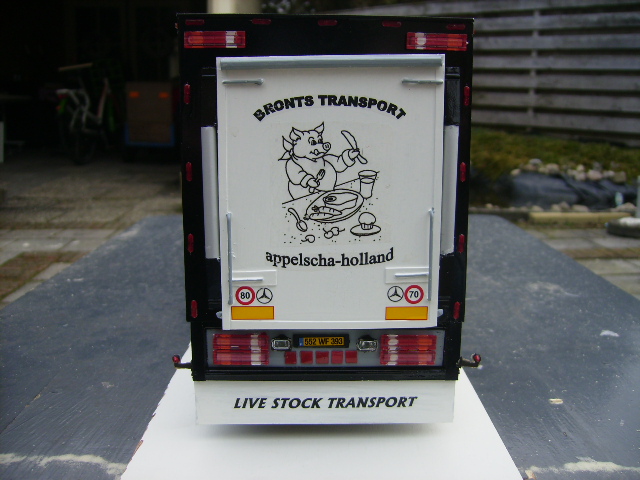 BRONTS TRANSPORT
appelscha-holland
80
70
LIVE STOCK TRANSPORT